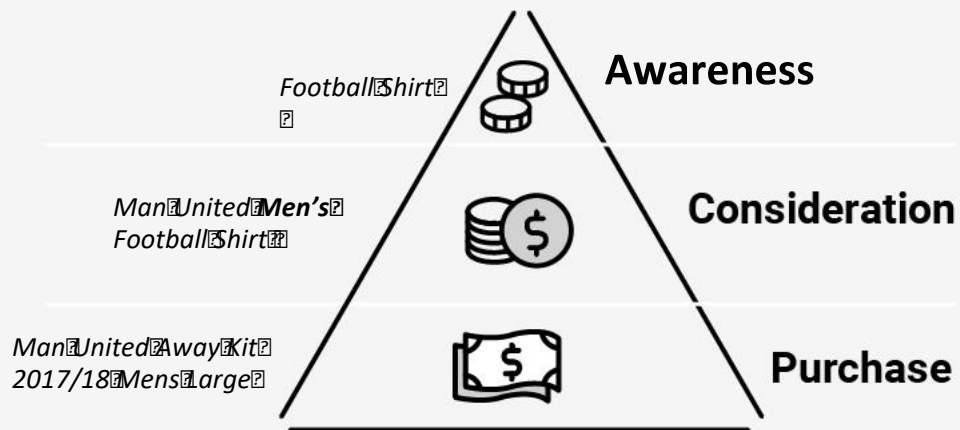 Football Shirt
Awareness
Man United Men's
Football Shirt
Consideration
$
Man United Away Kit
2017/18 Mens Large
$
Purchase